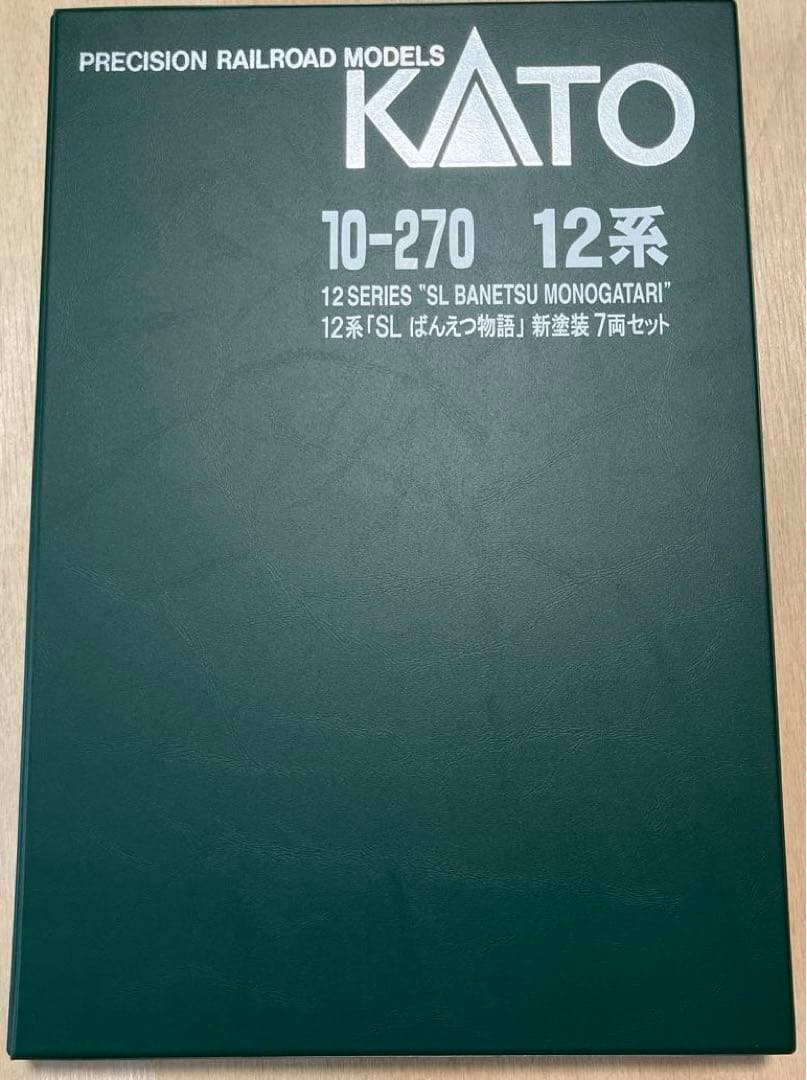 PRECISION RAILROAD MODELS
KATO
10-270 12系
12 SERIES "SL BANETSU MONOGATARI"
12系「SL ばんえつ物語」新塗装7両セット